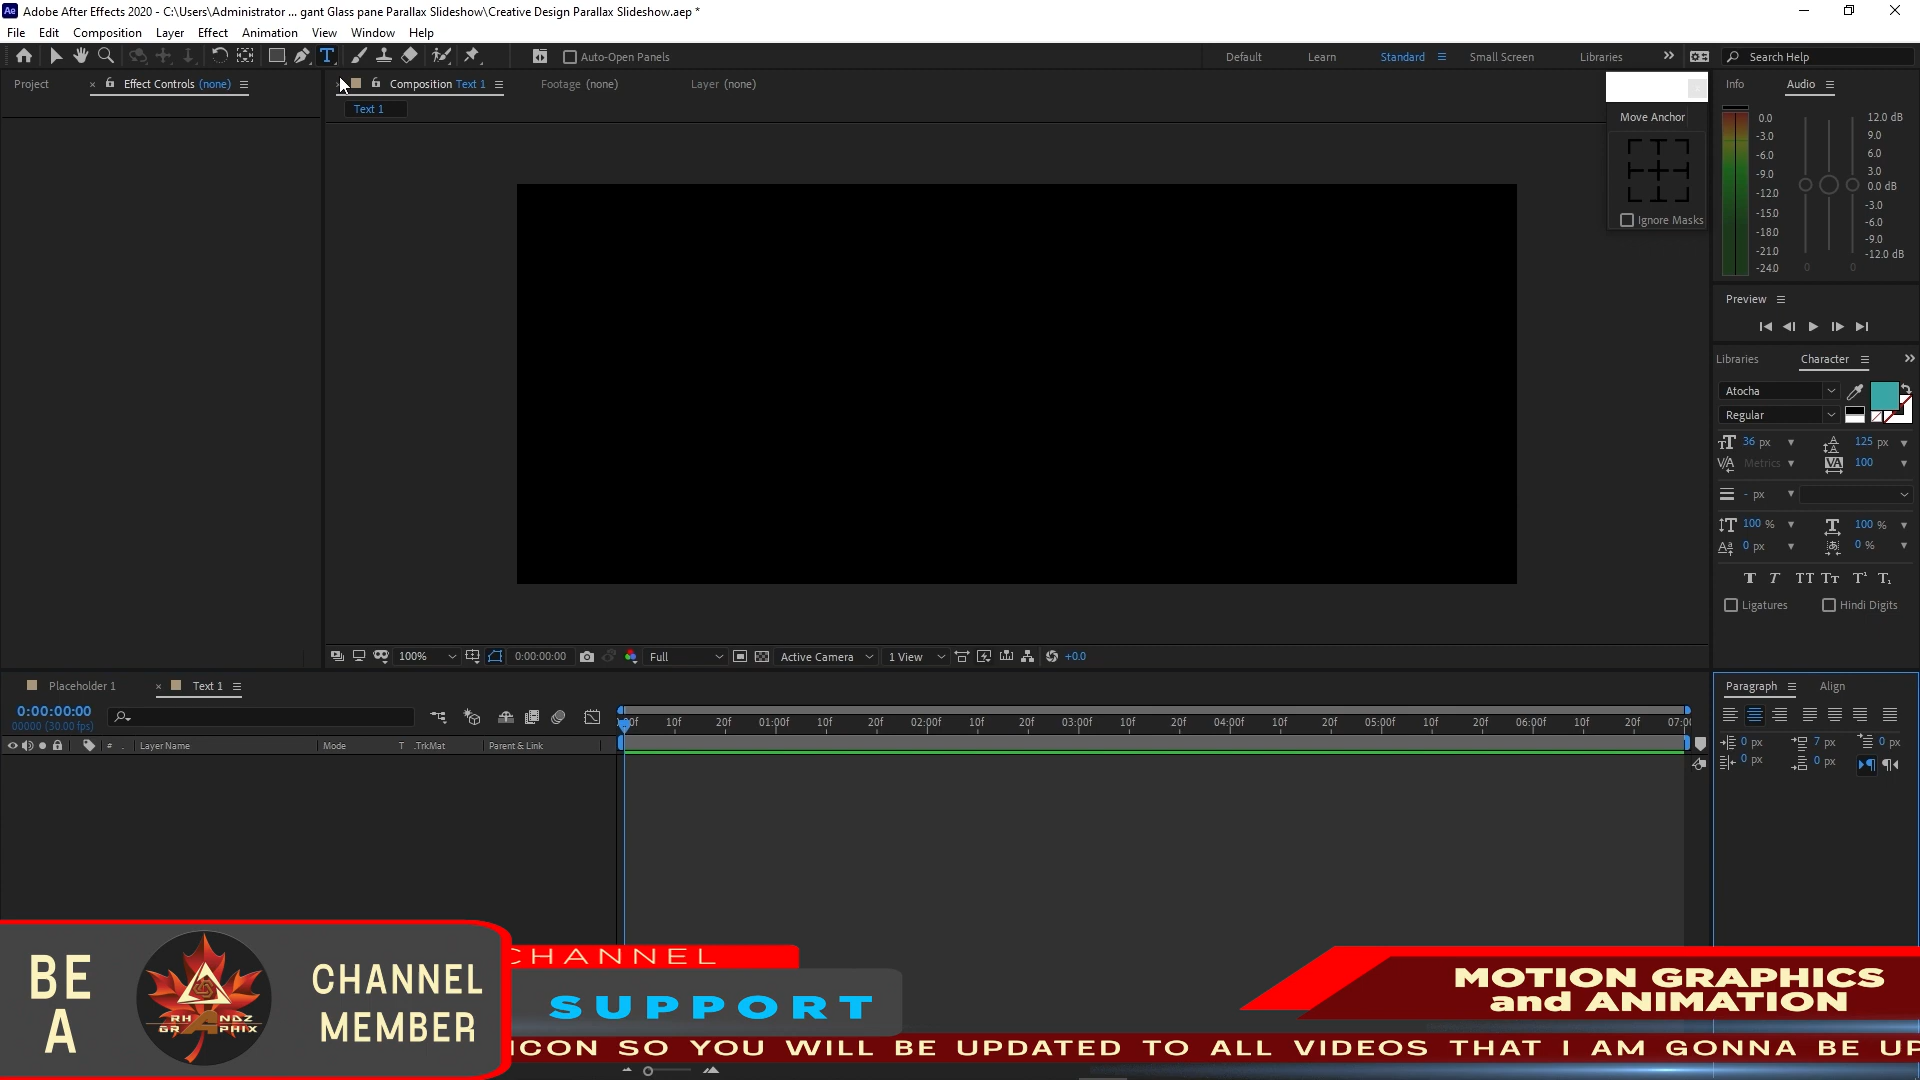 Adobe After Effects 2020 - C:\Users\Administrator ... gant Glass pane Parallax Slideshow\Creative Design Parallax Slideshow.aep *
File Edit Composition Layer Effect Animation View Window Help
Auto-Open Panels Default Learn Standard Small Screen Libraries Search Help
Project Effect Controls (none) Composition Text 1 Footage (none) Layer (none) Info Audio
Text 1
Move Anchor
Ignore Masks
0.0
-3.0
-6.0
-9.0
-12.0
-15.0
-18.0
-21.0
-24.0
12.0 dB
9.0
6.0
3.0
0.0 dB
-3.0
-6.0
-9.0
-12.0 dB
0 0
Preview
Libraries Character
Atocha
Regular
36 px 125 px
Metrics 100
- px
100 % 100 %
0 px 0 %
Ligatures Hindi Digits
100% 0:00:00:00 Full Active Camera 1 View +0.0
Placeholder 1 Text 1
0:00:00:00
00000 (30.00 fps)
00f 10f 20f 01:00f 10f 20f 02:00f 10f 20f 03:00f 10f 20f 04:00f 10f 20f 05:00f 10f 20f 06:00f 10f 20f 07:0
# . Layer Name Mode T .TrkMat Parent & Link
Paragraph Align
0 px 7 px 0 px
0 px 0 px
BE
A
RHANDZ
GRAPHIX
CHANNEL
MEMBER
CHANNEL
SUPPORT
MOTION GRAPHICS
and ANIMATION
ICON SO YOU WILL BE UPDATED TO ALL VIDEOS THAT I AM GONNA BE UP